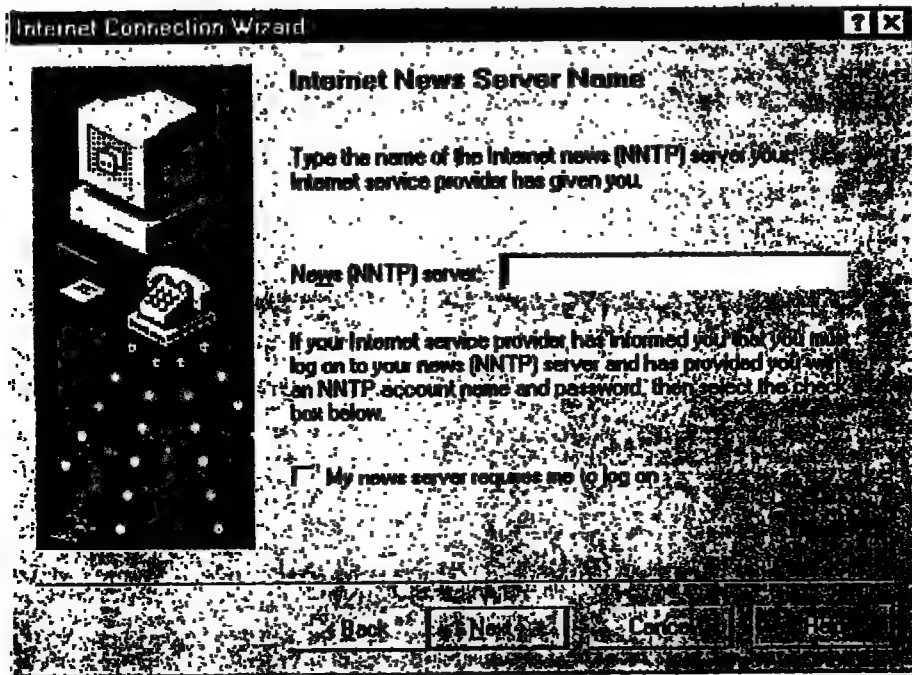 Internet Connection Wizard
Internet News Server Name
Type the name of the Internet news (NNTP) server your
Internet service provider has given you.
News (NNTP) server:
If your Internet service provider has informed you that you must
log on to your news (NNTP) server and has provided you with
an NNTP account name and password, then select the check
box below.
My news server requires me to log on
Back Next Cancel Help